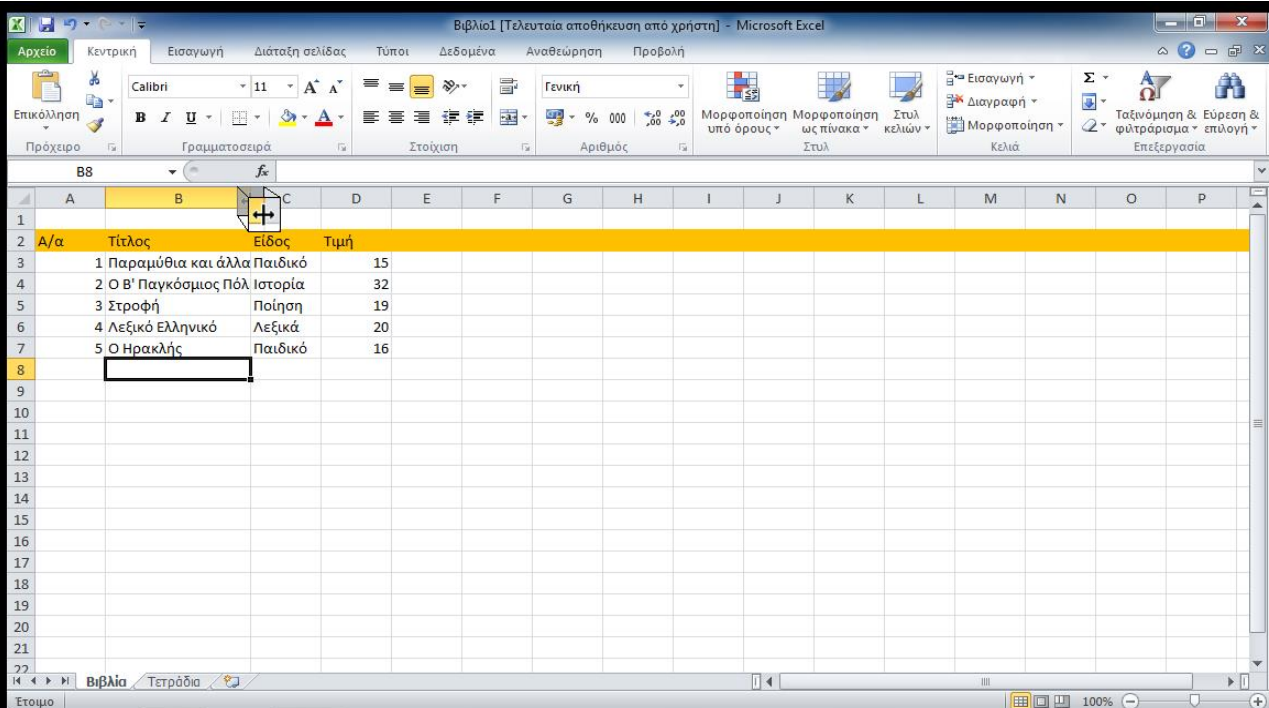 Βιβλίο1 [Τελευταία αποθήκευση από χρήστη] - Microsoft Excel
Αρχείο Κεντρική Εισαγωγή Διάταξη σελίδας Τύποι Δεδομένα Αναθεώρηση Προβολή
Επικόλληση
Calibri 11
B I U
Γενική
% 000
Μορφοποίηση υπό όρους
Μορφοποίηση ως πίνακα
Στυλ κελιών
Εισαγωγή
Διαγραφή
Μορφοποίηση
Σ
Ταξινόμηση & φιλτράρισμα
Εύρεση & επιλογή
Πρόχειρο Γραμματοσειρά Στοίχιση Αριθμός Στυλ Κελιά Επεξεργασία
B8 fx
A B C D E F G H I J K L M N O P
1
2 Α/α Τίτλος Είδος Τιμή
3 1 Παραμύθια και άλλα Παιδικό 15
4 2 Ο Β' Παγκόσμιος Πόλ Ιστορία 32
5 3 Στροφή Ποίηση 19
6 4 Λεξικό Ελληνικό Λεξικά 20
7 5 Ο Ηρακλής Παιδικό 16
8
9
10
11
12
13
14
15
16
17
18
19
20
21
22
Βιβλία Τετράδια
Έτοιμο 100%